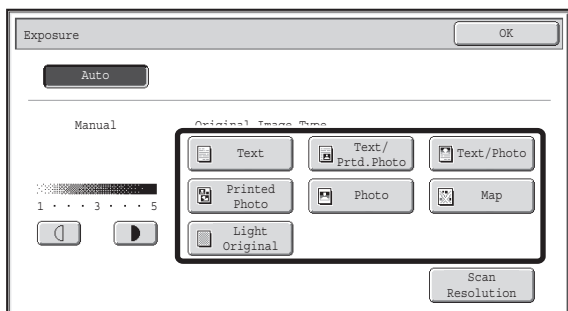 Exposure
OK
Auto
Manual
Original Image Type
Text
Text/
Prtd.Photo
Text/Photo
Printed
Photo
Photo
Map
1 · · · 3 · · · 5
Light
Original
Scan
Resolution